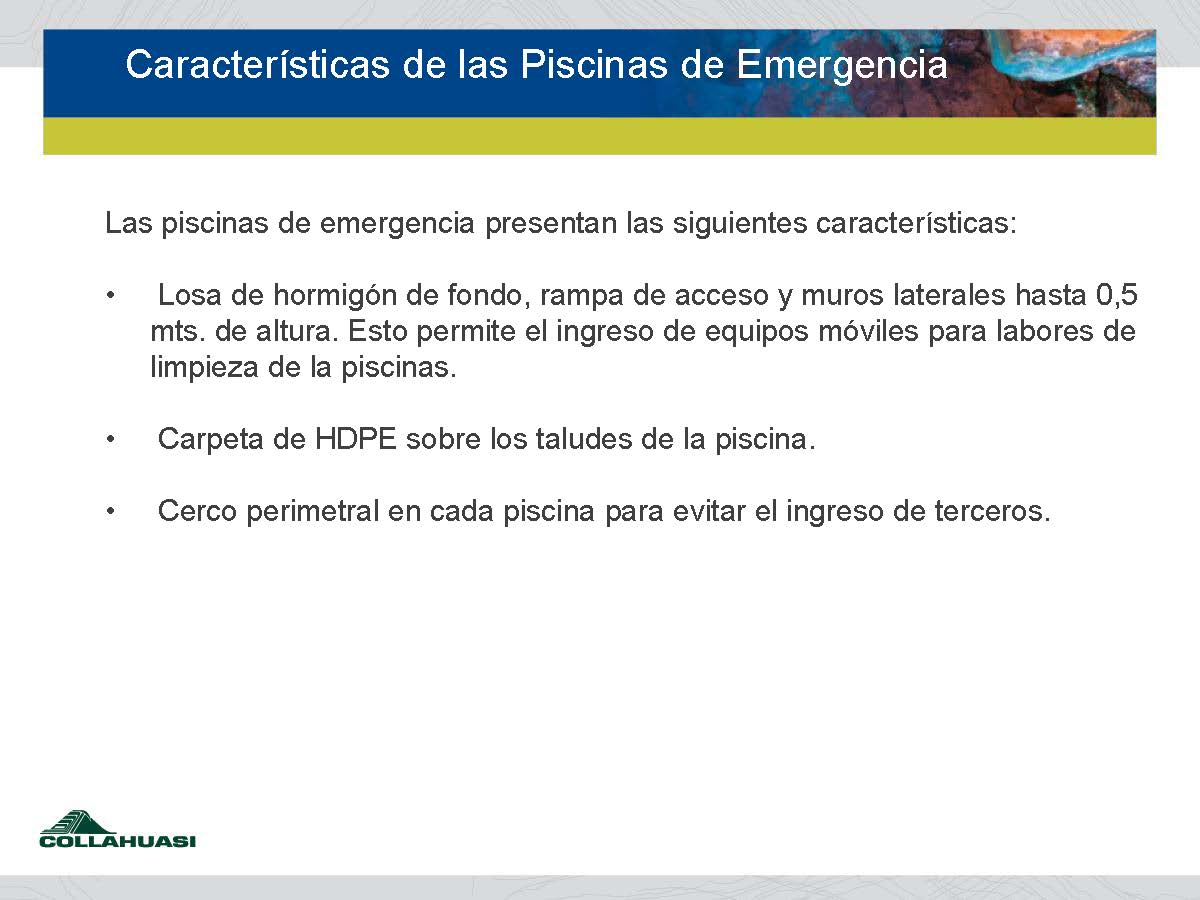 Características de las Piscinas de Emergencia
Las piscinas de emergencia presentan las siguientes características:
• Losa de hormigón de fondo, rampa de acceso y muros laterales hasta 0,5
mts. de altura. Esto permite el ingreso de equipos móviles para labores de
limpieza de la piscinas.
• Carpeta de HDPE sobre los taludes de la piscina.
• Cerco perimetral en cada piscina para evitar el ingreso de terceros.
COLLAHUASI